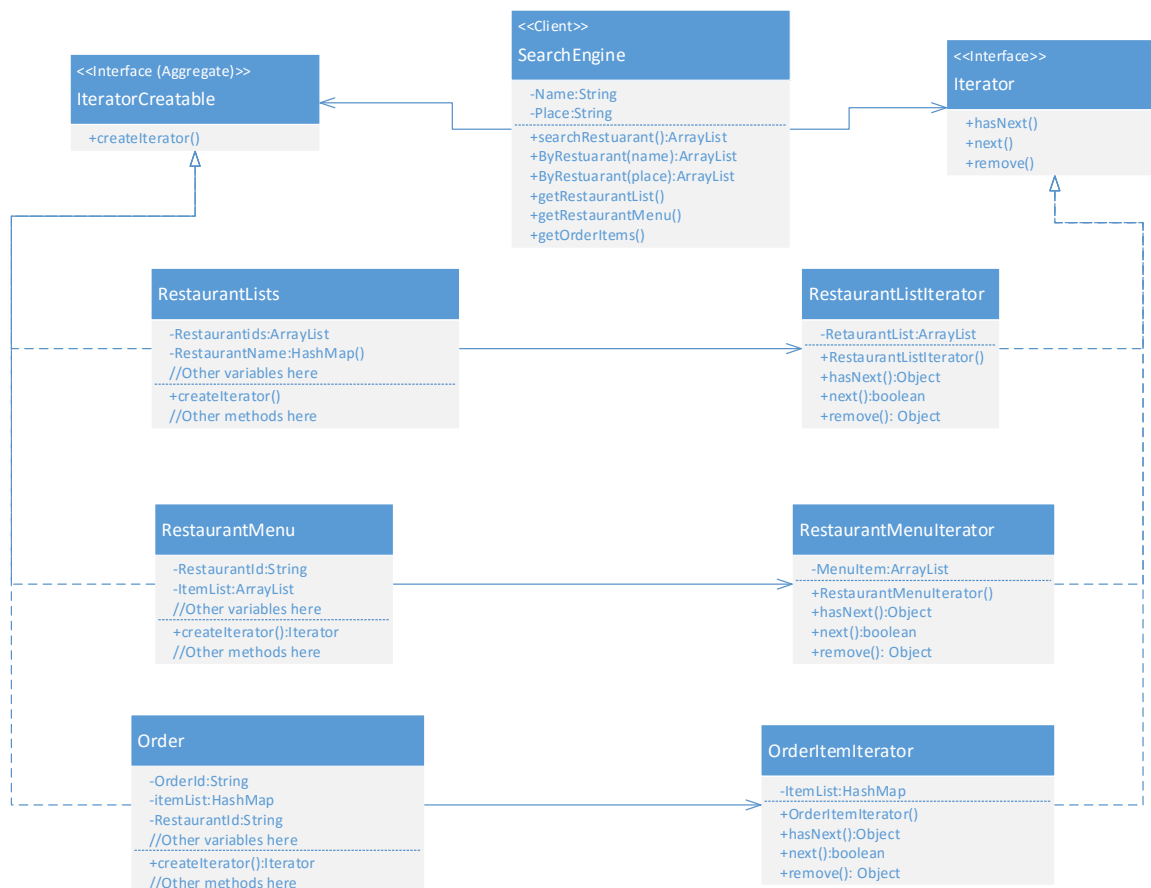 <<Interface (Aggregate)>>
IteratorCreatable
+createIterator()
<<Client>>
SearchEngine
-Name:String
-Place:String
+searchRestuarant():ArrayList
+ByRestuarant(name):ArrayList
+ByRestuarant(place):ArrayList
+getRestaurantList()
+getRestaurantMenu()
+getOrderItems()
<<Interface>>
Iterator
+hasNext()
+next()
+remove()
RestaurantLists
-Restaurantids:ArrayList
-RestaurantName:HashMap()
//Other variables here
+createIterator()
//Other methods here
RestaurantListIterator
-RetaurantList:ArrayList
+RestaurantListIterator()
+hasNext():Object
+next():boolean
+remove(): Object
RestaurantMenu
-RestaurantId:String
-ItemList:ArrayList
//Other variables here
+createIterator():Iterator
//Other methods here
RestaurantMenuIterator
-MenuItem:ArrayList
+RestaurantMenuIterator()
+hasNext():Object
+next():boolean
+remove(): Object
Order
-OrderId:String
-itemList:HashMap
-RestaurantId:String
//Other variables here
+createIterator():Iterator
//Other methods here
OrderItemIterator
-ItemList:HashMap
+OrderItemIterator()
+hasNext():Object
+next():boolean
+remove(): Object